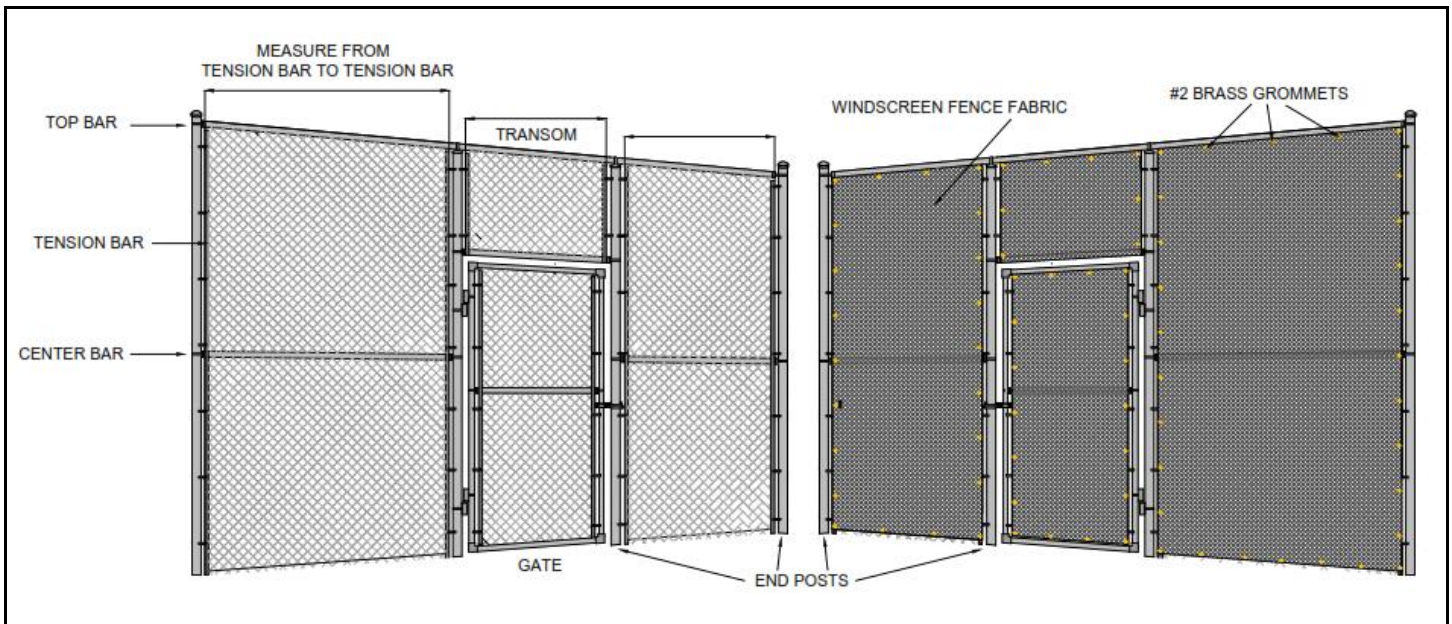 MEASURE FROM
TENSION BAR TO TENSION BAR
TOP BAR
TRANSOM
WINDSCREEN FENCE FABRIC
#2 BRASS GROMMETS
TENSION BAR
CENTER BAR
GATE
END POSTS